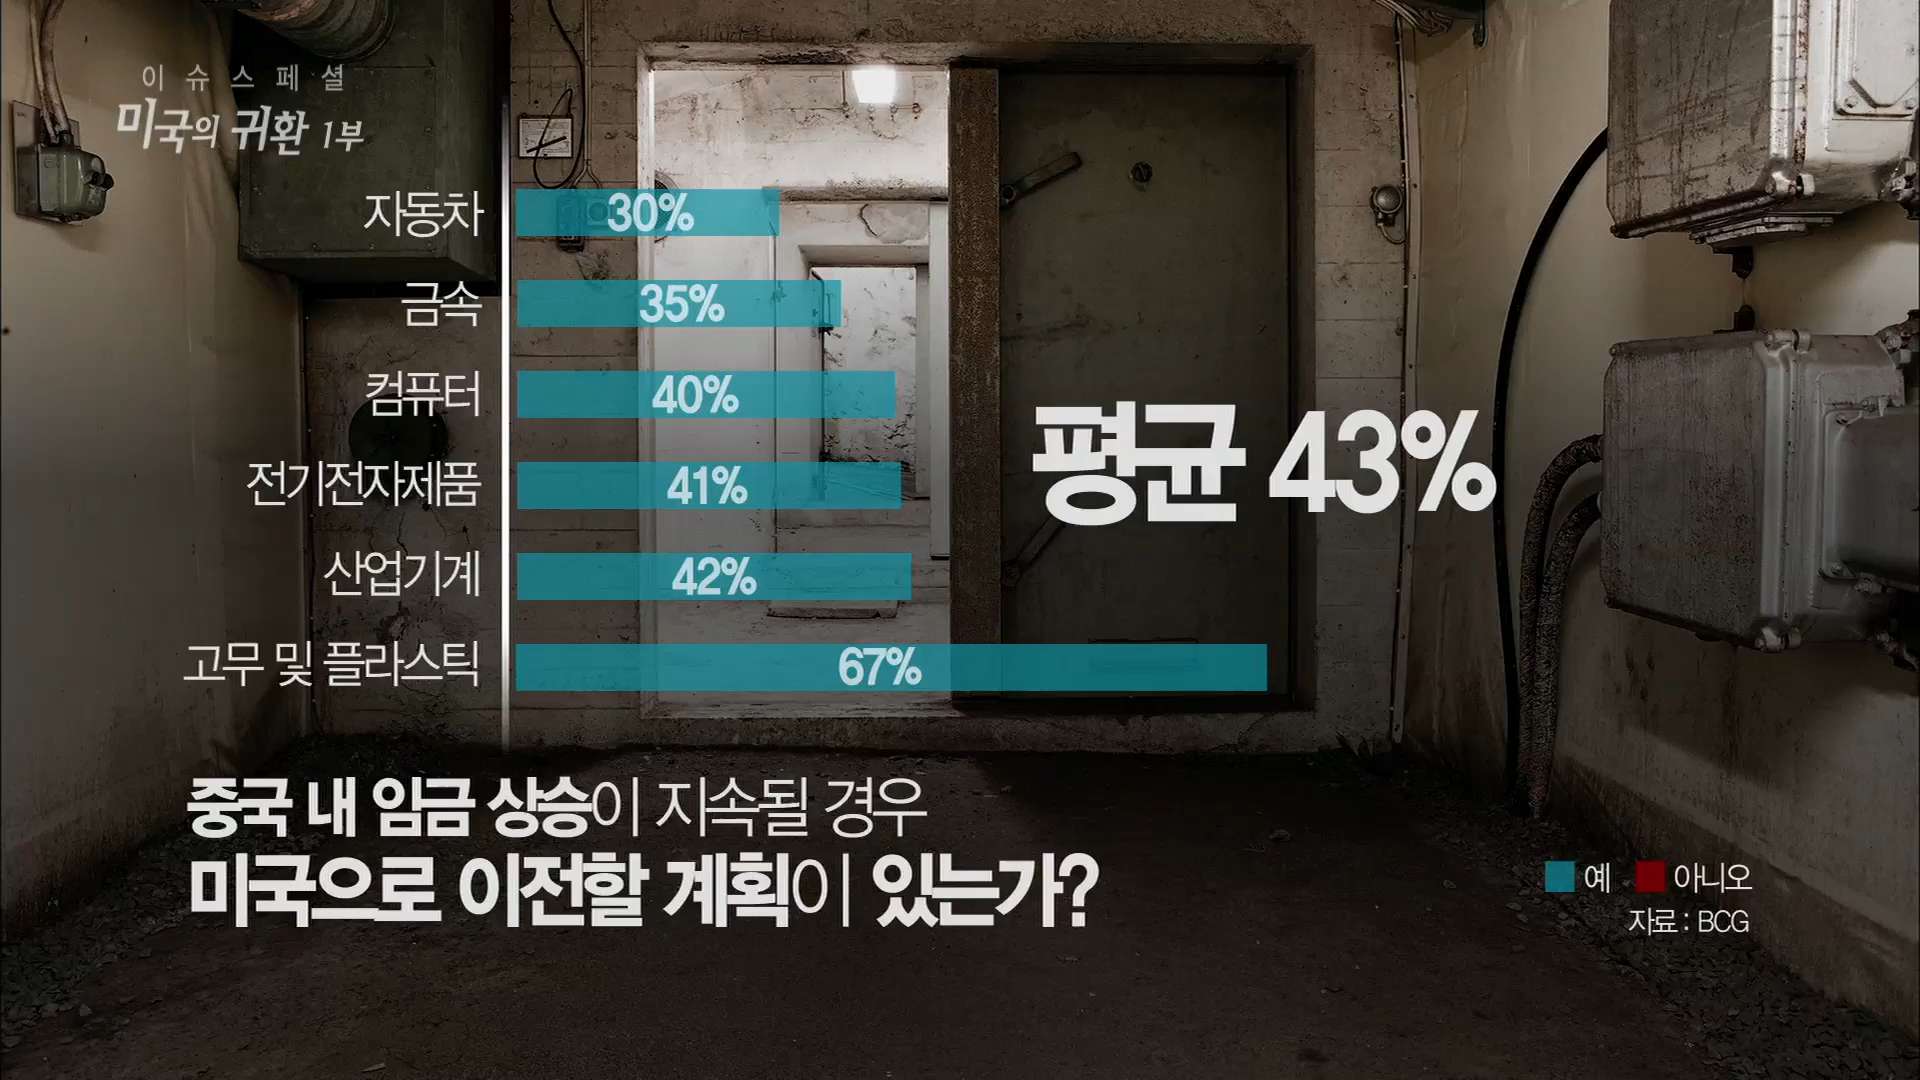 이슈스페셜
미국의 귀환 1부
자동차 30%
금속 35%
컴퓨터 40%
전기전자제품 41%
산업기계 42%
고무 및 플라스틱 67%
평균 43%
중국 내 임금 상승이 지속될 경우
미국으로 이전할 계획이 있는가?
예 아니오
자료 : BCG